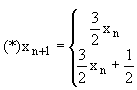 (*)x_{n+1} = { 3/2 x_n
3/2 x_n + 1/2